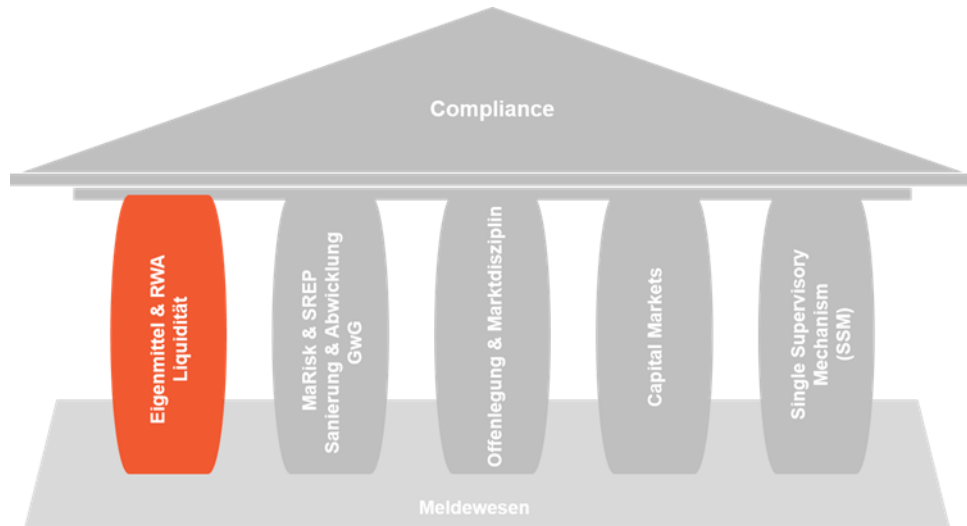 Compliance
Eigenmittel & RWA
Liquidität
MaRisk & SREP
Sanierung & Abwicklung
GwG
Offenlegung & Marktdisziplin
Capital Markets
Single Supervisory
Mechanism
(SSM)
Meldewesen